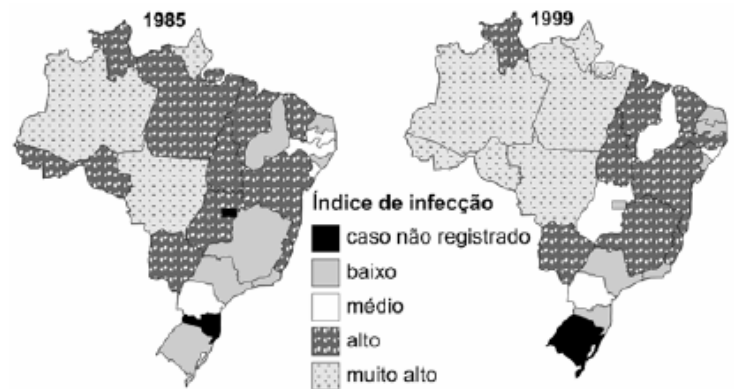 1985
1999
Índice de infecção
caso não registrado
baixo
médio
alto
muito alto